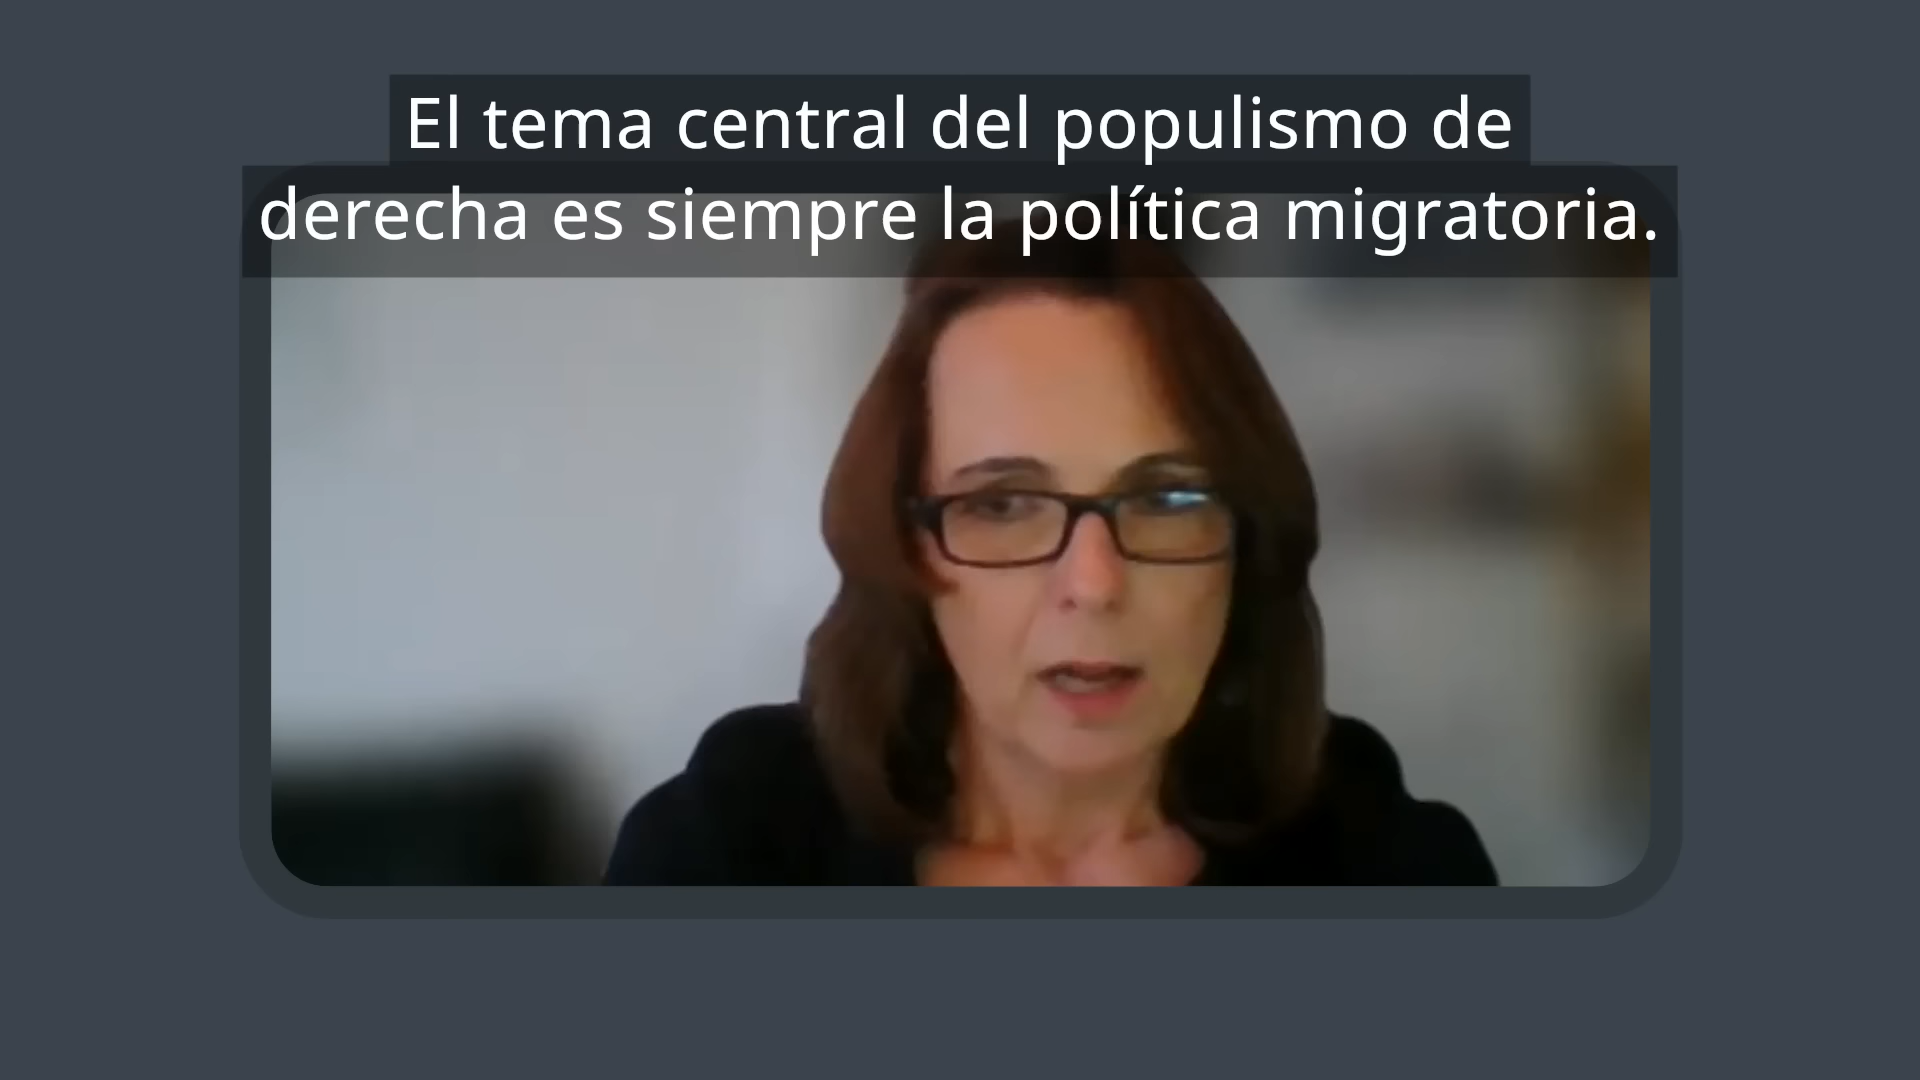 El tema central del populismo de
derecha es siempre la política migratoria.